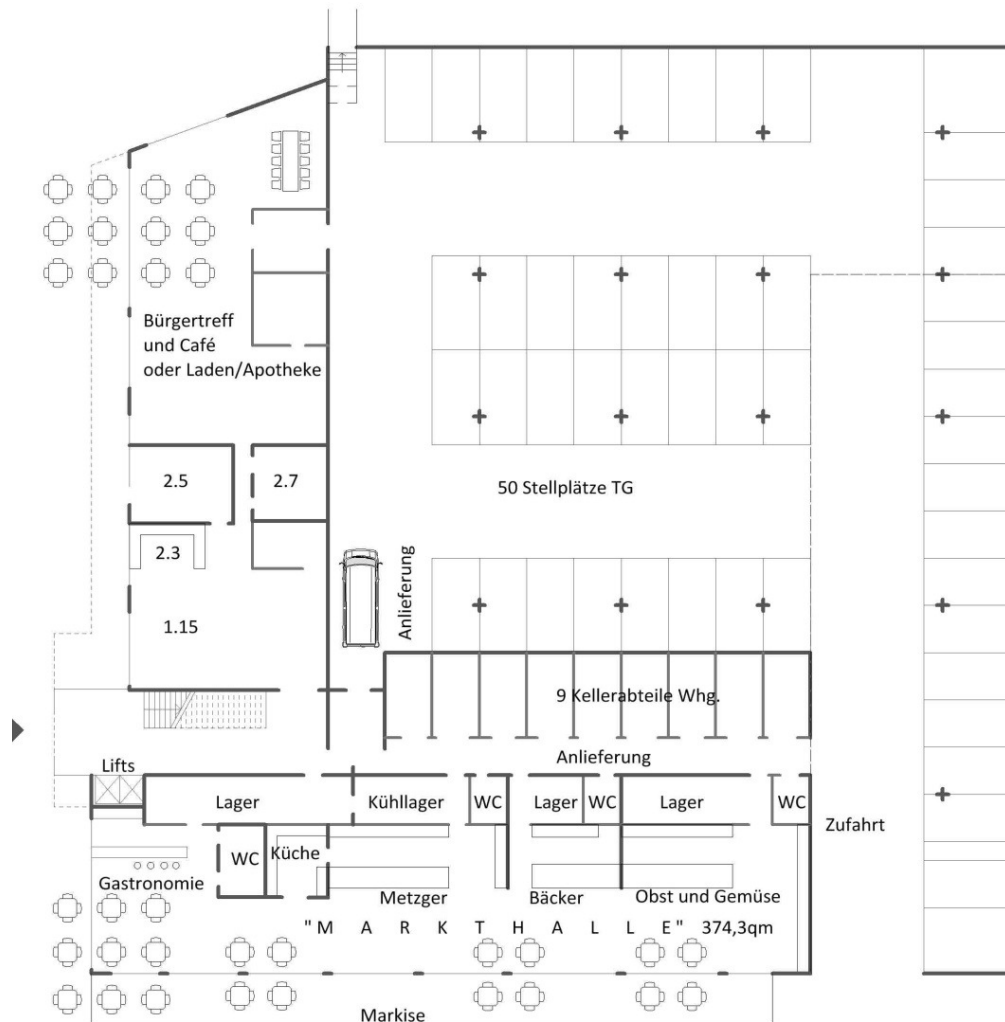 Bürgertreff
und Café
oder Laden/Apotheke
2.5
2.7
50 Stellplätze TG
2.3
Anlieferung
1.15
9 Kellerabteile Whg.
Anlieferung
Lifts
Lager
Kühllager
WC
Lager
WC
Lager
WC
Zufahrt
WC
Küche
Gastronomie
Metzger
Bäcker
Obst und Gemüse
"M A R K T H A L L E" 374,3qm
Markise